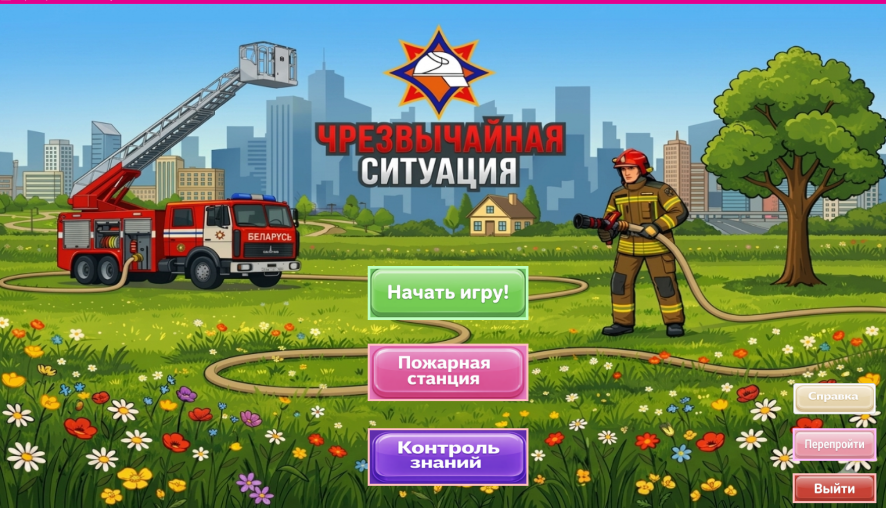 ЧРЕЗВЫЧАЙНАЯ
СИТУАЦИЯ
БЕЛАРУСЬ
Начать игру!
Пожарная
станция
Контроль
знаний
Справка
Перепройти
Выйти